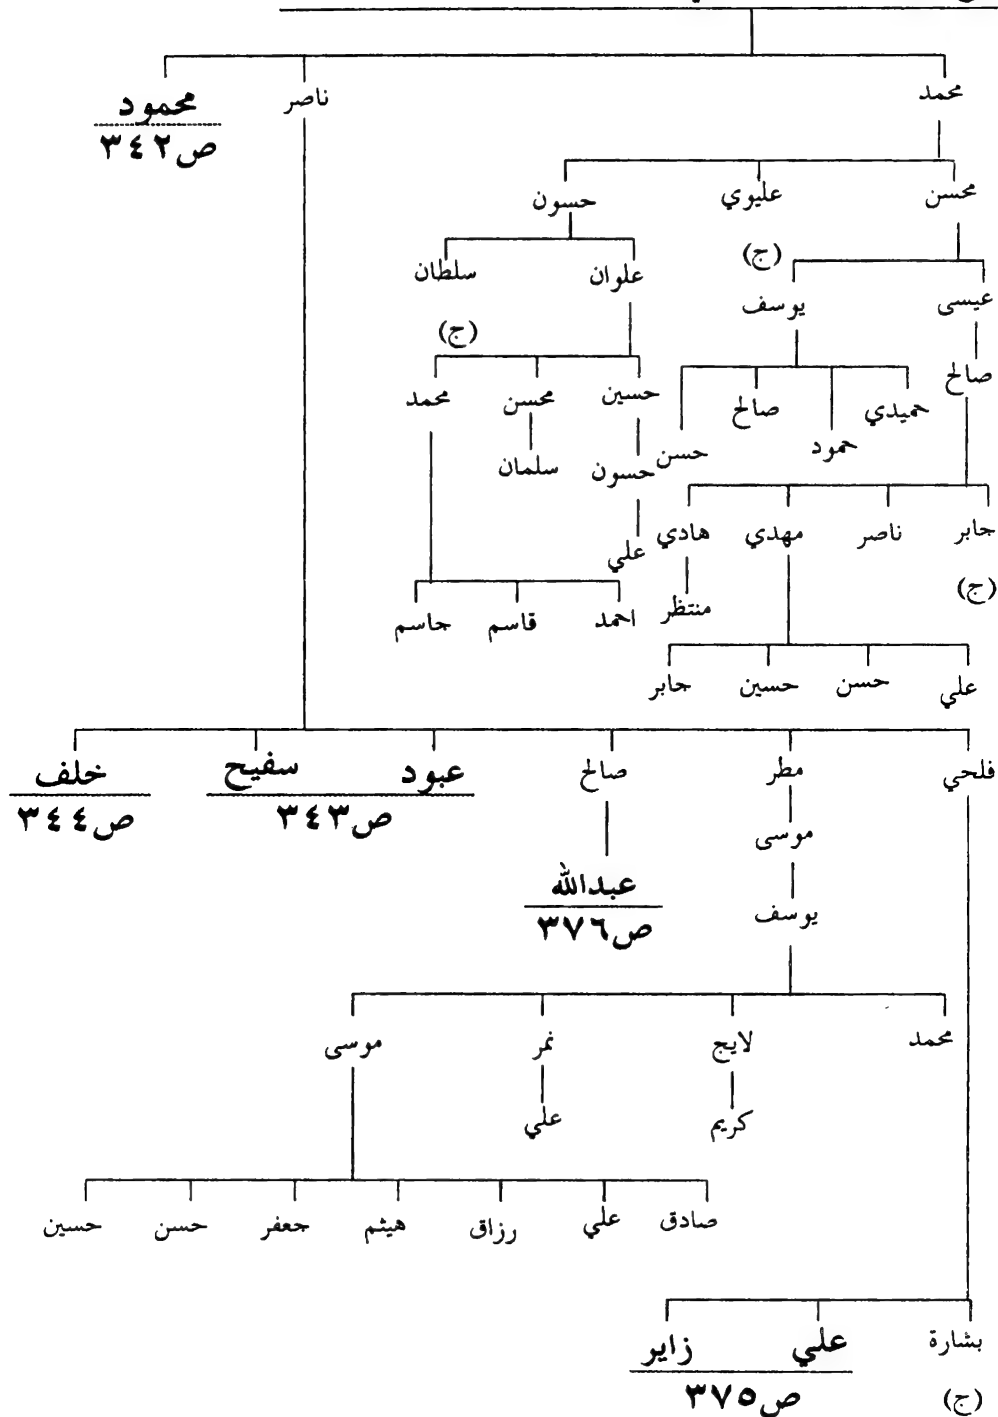 محمد ناصر محمود
ص٣٤٢
محسن عليوي حسون
(ج)
علوان سلطان
عيسى يوسف
(ج)
صالح
حسين محسن محمد
حميدي حمود صالح حسن
حسون سلمان
جابر ناصر مهدي هادي
(ج)
علي
منتظر
احمد قاسم جاسم
علي حسن حسين جابر
فلحي مطر صالح عبود سفيح خلف
ص٣٤٣ ص٣٤٤
موسى
عبدالله
ص٣٧٦
يوسف
محمد لايج نمر موسى
كريم علي
صادق علي رزاق هيثم جعفر حسن حسين
بشارة علي زاير
(ج) ص٣٧٥